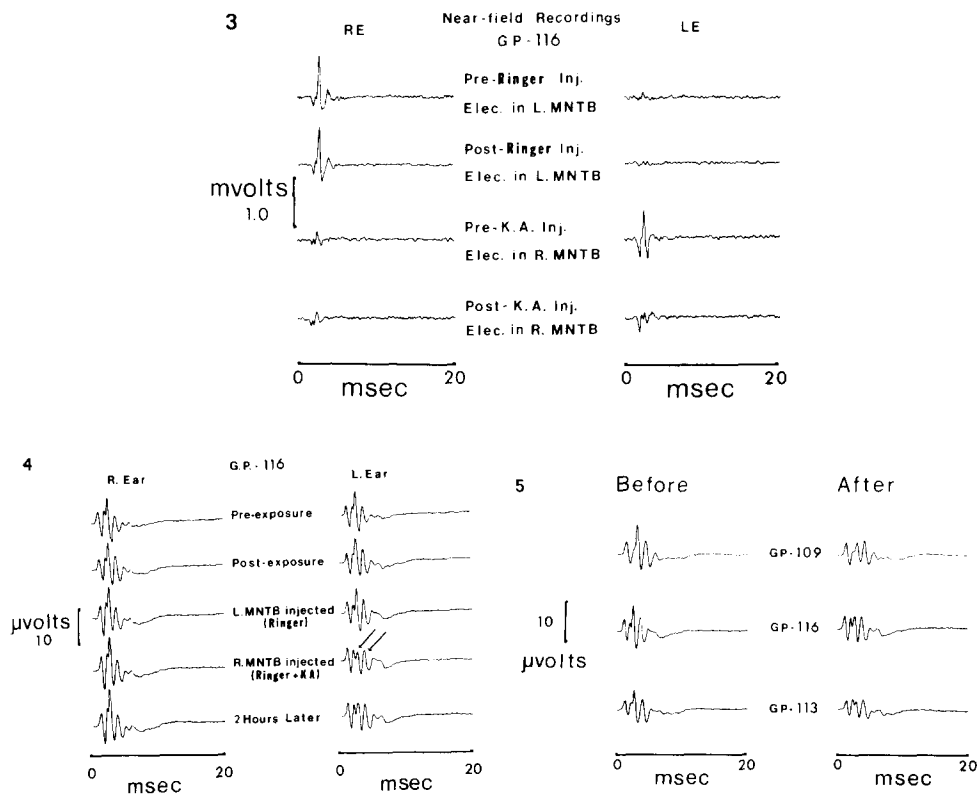 3
Near-field Recordings
RE
GP-116
LE
Pre-Ringer Inj.
Elec. in L.MNTB
Post-Ringer Inj.
Elec. in L.MNTB
mvolts
1.0
Pre-K.A. Inj.
Elec. in R.MNTB
Post-K.A. Inj.
Elec. in R.MNTB
0 20
msec
0 20
msec
4
G.P.-116
R. Ear
L. Ear
Pre-exposure
Post-exposure
L.MNTB injected
(Ringer)
µvolts
10
R.MNTB injected
(Ringer+KA)
2 Hours Later
0 20
msec
0 20
msec
5
Before
After
GP-109
10
µvolts
GP-116
GP-113
0 20
msec
0 20
msec